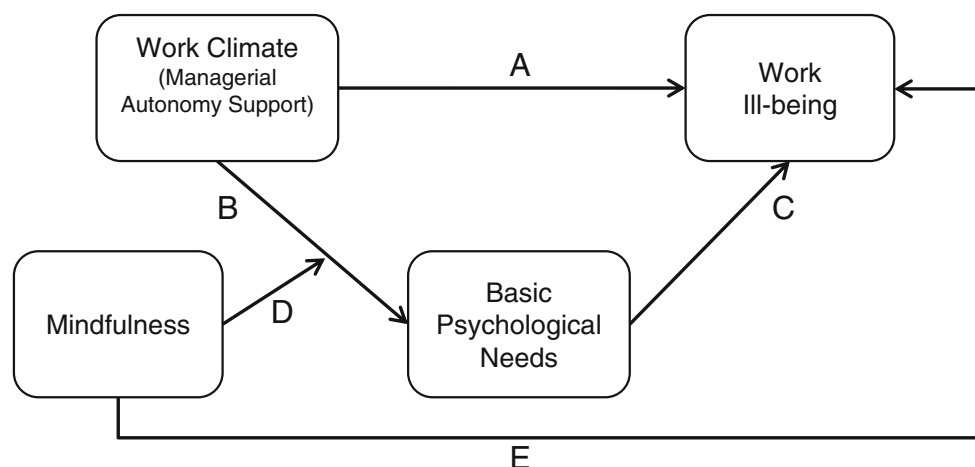 Work Climate
(Managerial
Autonomy Support)
A
Work
Ill-being
B
C
Mindfulness
D
Basic
Psychological
Needs
E